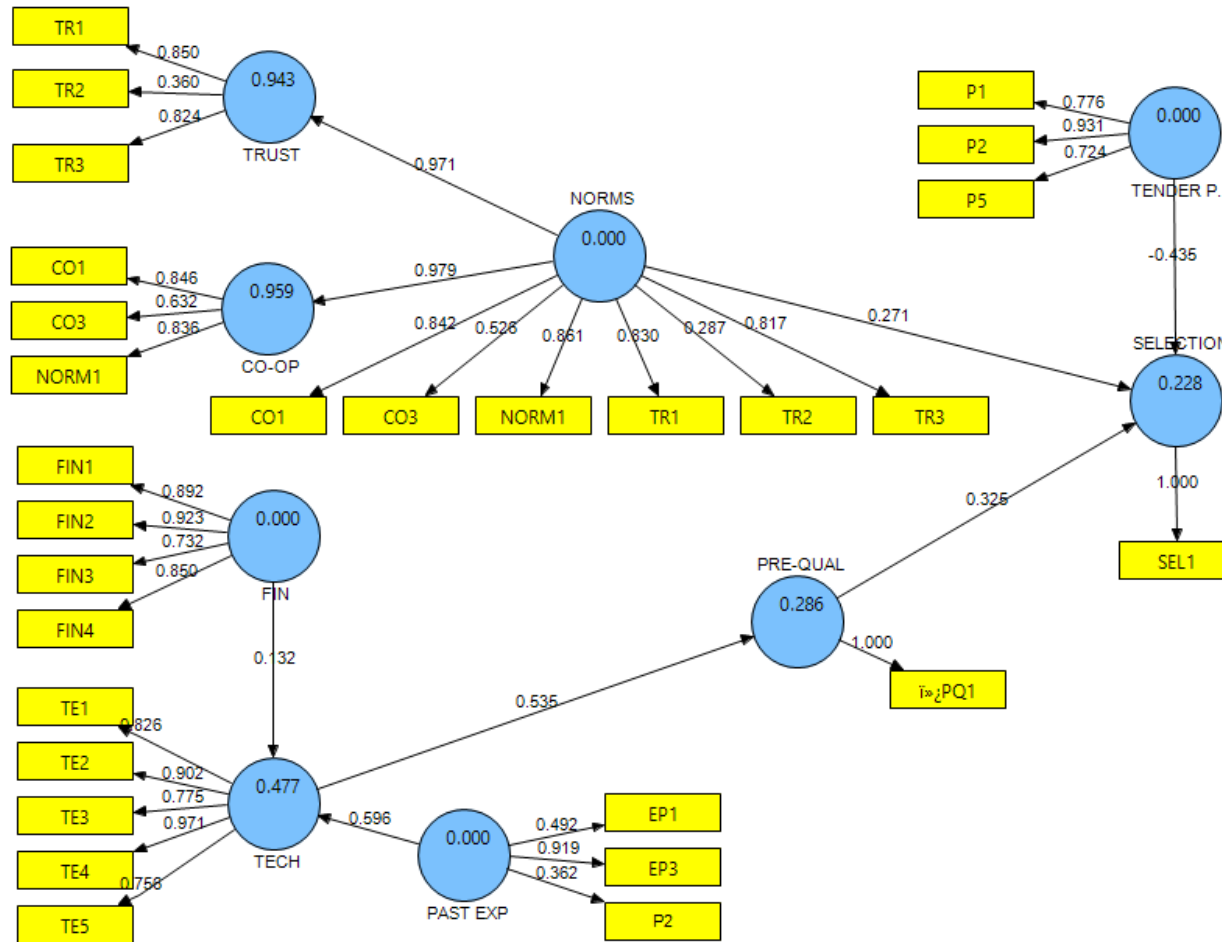 TR1
0.850
0.943
TR2
0.360
0.824
TR3
TRUST
0.971
P1
0.776
0.000
P2
0.931
0.724
P5
TENDER P.
-0.435
NORMS
0.000
CO1
0.846
0.959
CO3
0.632
0.836
NORM1
CO-OP
0.979
0.842
0.526
0.861
0.830
0.287
0.817
0.271
CO1
CO3
NORM1
TR1
TR2
TR3
SELECTION
0.228
1.000
SEL1
FIN1
0.892
0.000
FIN2
0.923
0.732
FIN3
0.850
FIN4
FIN
0.132
PRE-QUAL
0.286
0.325
1.000
ï»¿PQ1
0.535
TE1
0.826
TE2
0.902
0.477
TE3
0.775
0.971
TE4
0.758
TE5
TECH
0.596
0.000
PAST EXP
0.492
EP1
0.919
EP3
0.362
P2